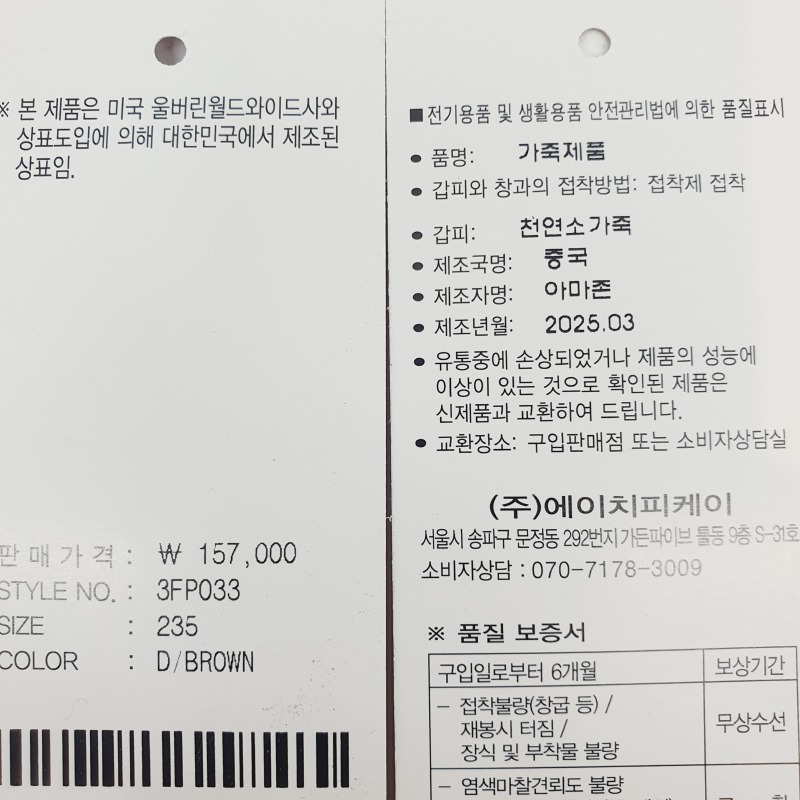 ※ 본 제품은 미국 울버린월드와이드사와
상표도입에 의해 대한민국에서 제조된
상표임.
판 매 가 격 : ₩ 157,000
STYLE NO. : 3FP033
SIZE : 235
COLOR : D/BROWN
■ 전기용품 및 생활용품 안전관리법에 의한 품질표시
● 품명: 가죽제품
● 갑피와 창과의 접착방법: 접착제 접착
● 갑피: 천연소가죽
● 제조국명: 중국
● 제조자명: 아마존
● 제조년월: 2025.03
● 유통중에 손상되었거나 제품의 성능에
이상이 있는 것으로 확인된 제품은
신제품과 교환하여 드립니다.
● 교환장소: 구입판매점 또는 소비자상담실
(주)에이치피케이
서울시 송파구 문정동 292번지 가든파이브 툴동 9층 S-31호
소비자상담 : 070-7178-3009
※ 품질 보증서
구입일로부터 6개월 보상기간
- 접착불량(창굽 등) /
재봉시 터짐 /
장식 및 부착물 불량
무상수선
- 염색마찰견뢰도 불량